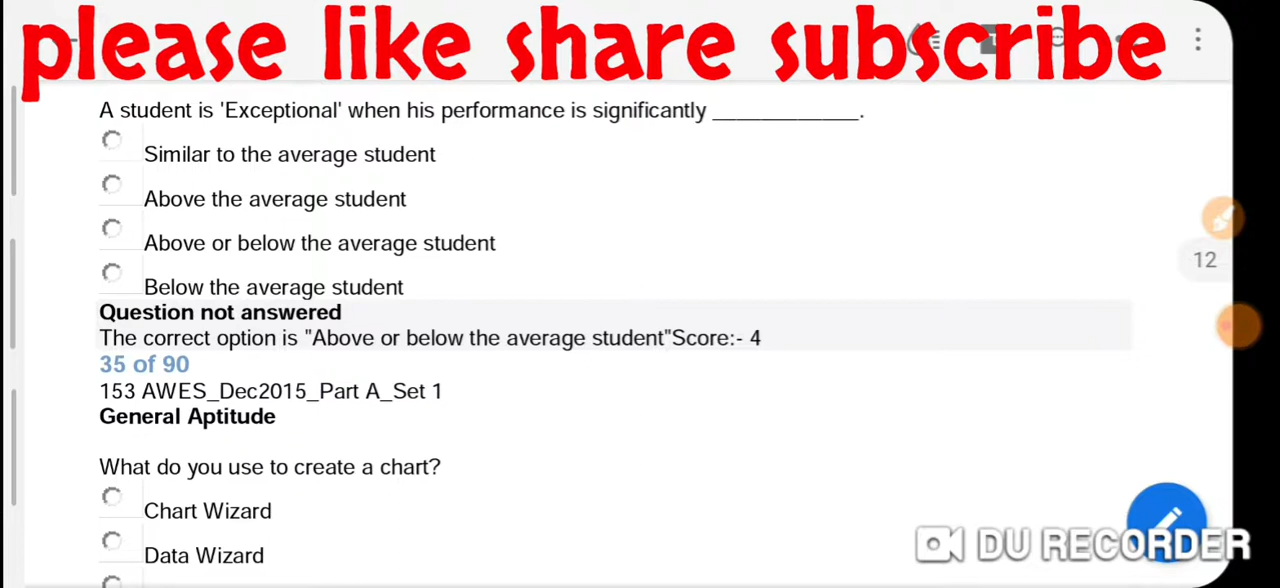 please like share subscribe
A student is 'Exceptional' when his performance is significantly _____________.
Similar to the average student
Above the average student
Above or below the average student
Below the average student
Question not answered
The correct option is "Above or below the average student"Score:- 4
35 of 90
153 AWES_Dec2015_Part A_Set 1
General Aptitude
What do you use to create a chart?
Chart Wizard
Data Wizard
12
DU RECORDER